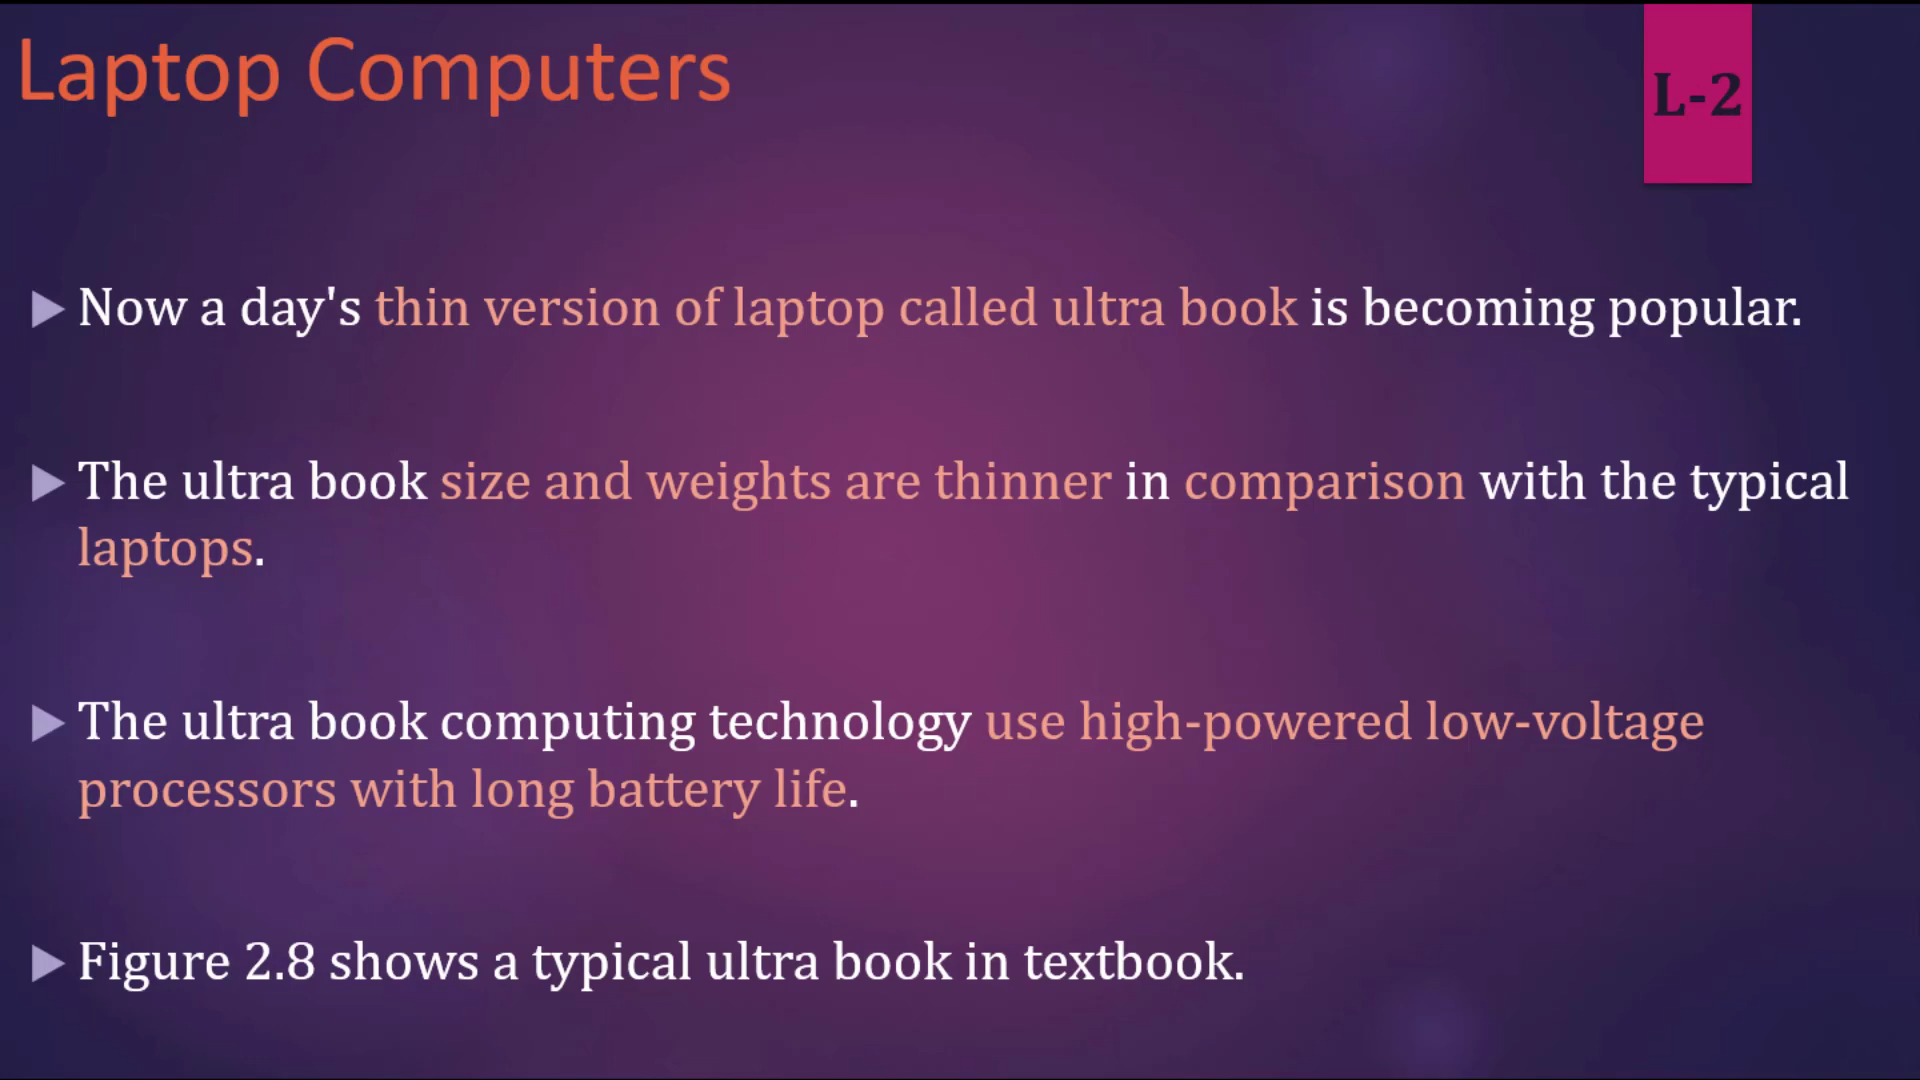 Laptop Computers
L-2
Now a day's thin version of laptop called ultra book is becoming popular.
The ultra book size and weights are thinner in comparison with the typical
laptops.
The ultra book computing technology use high-powered low-voltage
processors with long battery life.
Figure 2.8 shows a typical ultra book in textbook.